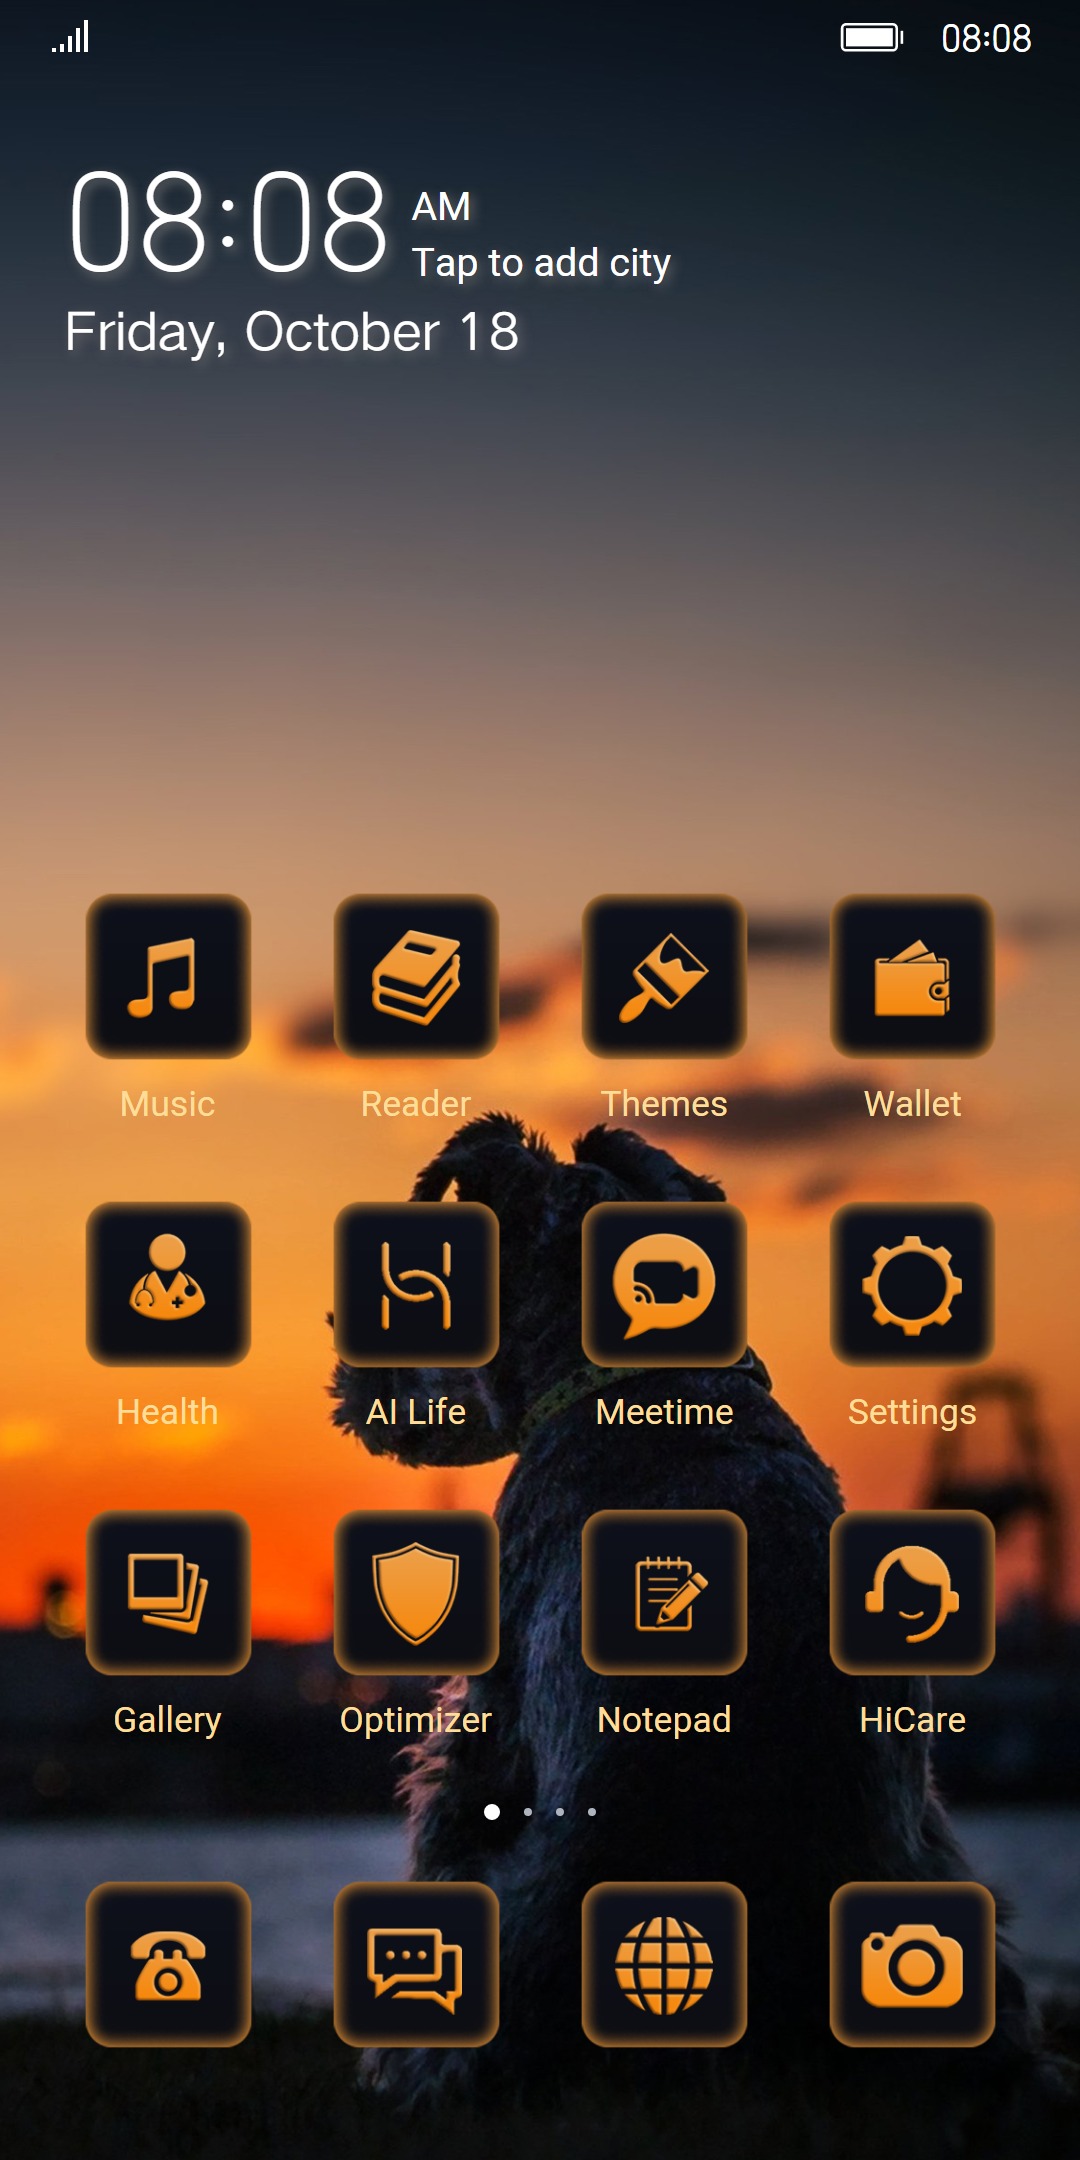 08:08
08:08 AM
Tap to add city
Friday, October 18
Music Reader Themes Wallet
Health AI Life Meetime Settings
Gallery Optimizer Notepad HiCare